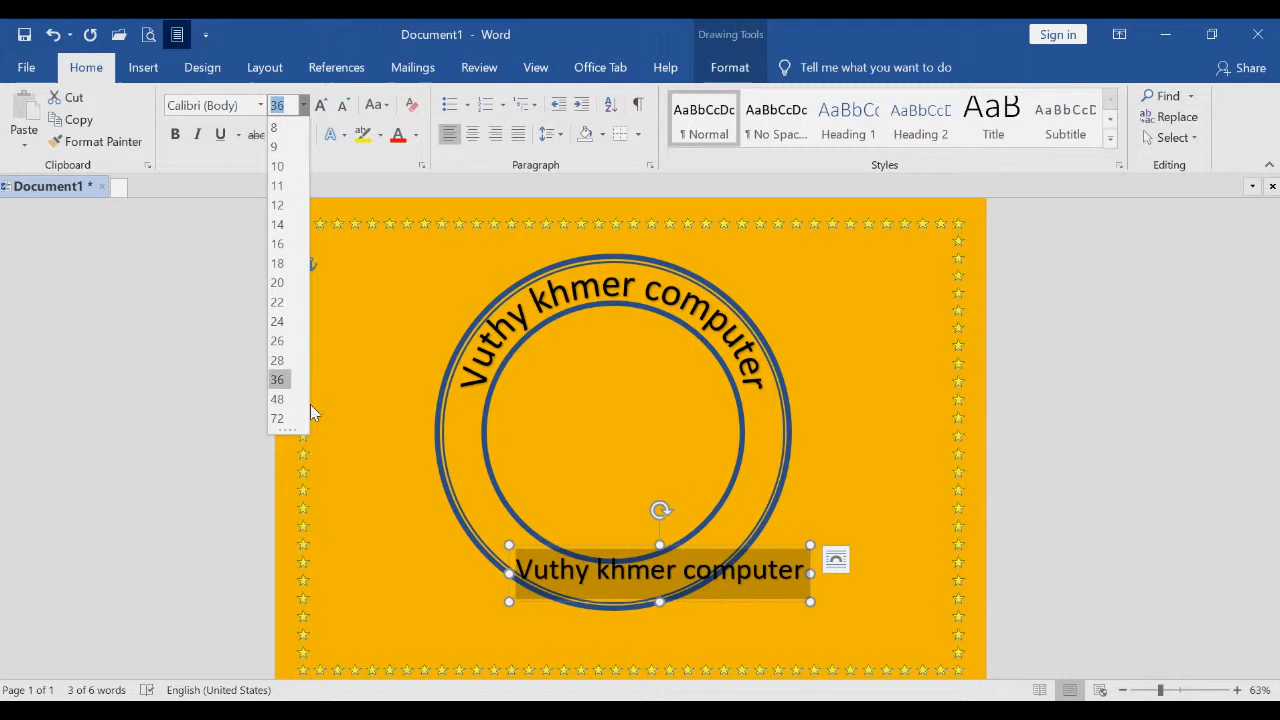 Document1 - Word
Drawing Tools
Sign in
File
Home
Insert
Design
Layout
References
Mailings
Review
View
Office Tab
Help
Format
Tell me what you want to do
Share
Paste
Cut
Copy
Format Painter
Clipboard
Calibri (Body)
36
Aa
B I U abc
A
A
Paragraph
AaBbCcDc
¶ Normal
AaBbCcDc
¶ No Spac...
AaBbCc
Heading 1
AaBbCcD
Heading 2
AaB
Title
AaBbCcD
Subtitle
Styles
Find
Replace
Select
Editing
Document1 *
8
9
10
11
12
14
16
18
20
22
24
26
28
36
48
72
Vuthy khmer computer
Vuthy khmer computer
Page 1 of 1
3 of 6 words
English (United States)
63%